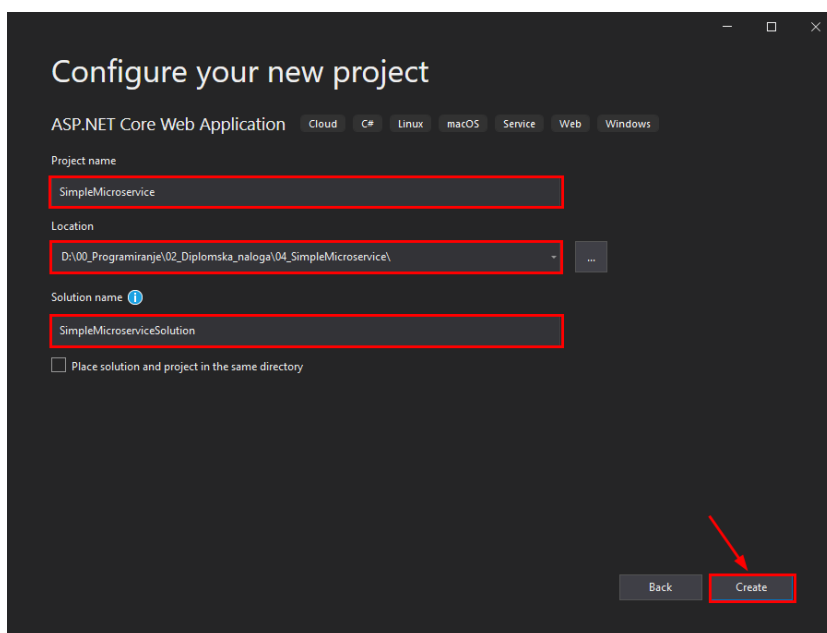 Configure your new project
ASP.NET Core Web Application Cloud C# Linux macOS Service Web Windows
Project name
SimpleMicroservice
Location
D:\00_Programiranje\02_Diplomska_naloga\04_SimpleMicroservice\
...
Solution name
SimpleMicroserviceSolution
Place solution and project in the same directory
Back Create